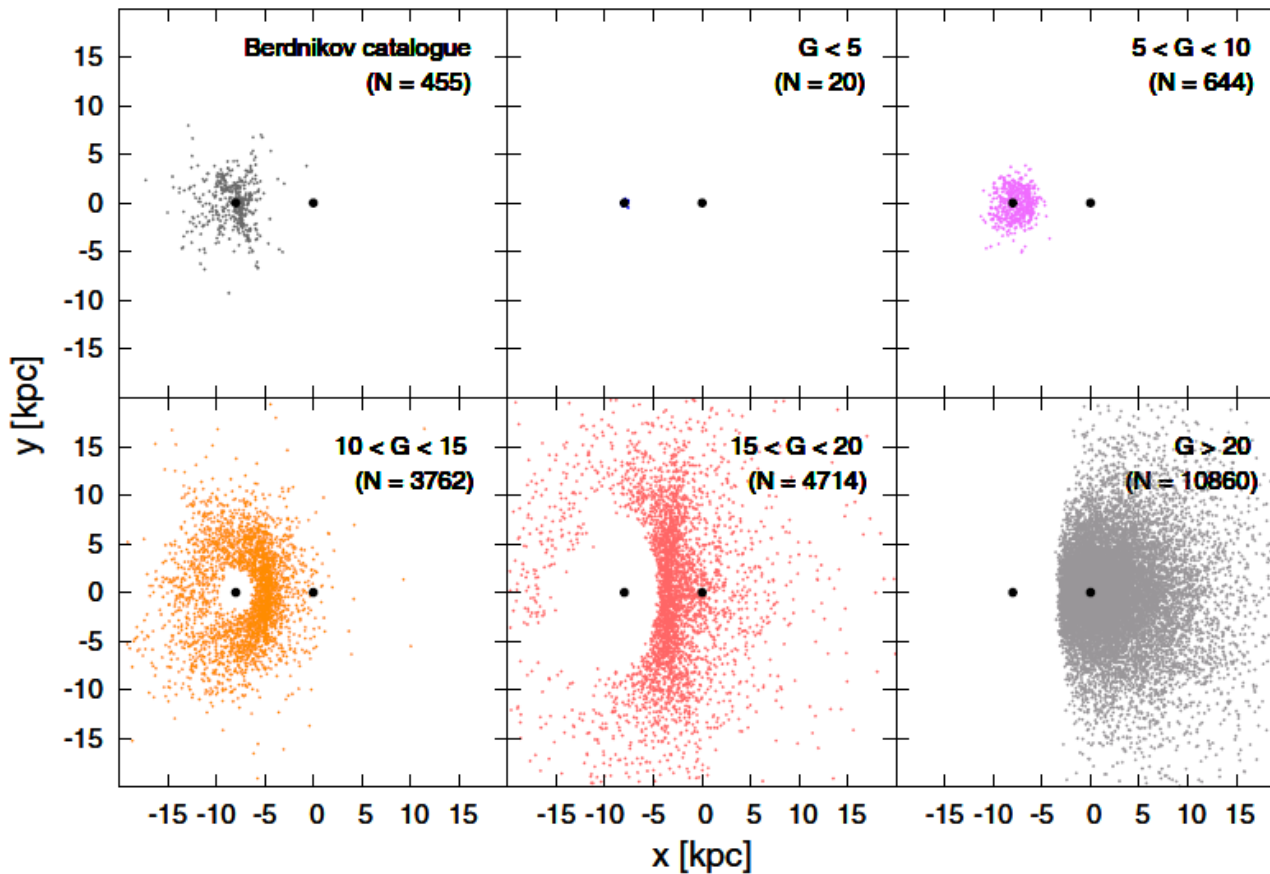 Berdnikov catalogue
(N = 455)
G < 5
(N = 20)
5 < G < 10
(N = 644)
15
10
5
0
-5
-10
-15
y [kpc]
10 < G < 15
(N = 3762)
15 < G < 20
(N = 4714)
G > 20
(N = 10860)
15
10
5
0
-5
-10
-15
-15 -10 -5 0 5 10 15
-15 -10 -5 0 5 10 15
-15 -10 -5 0 5 10 15
x [kpc]